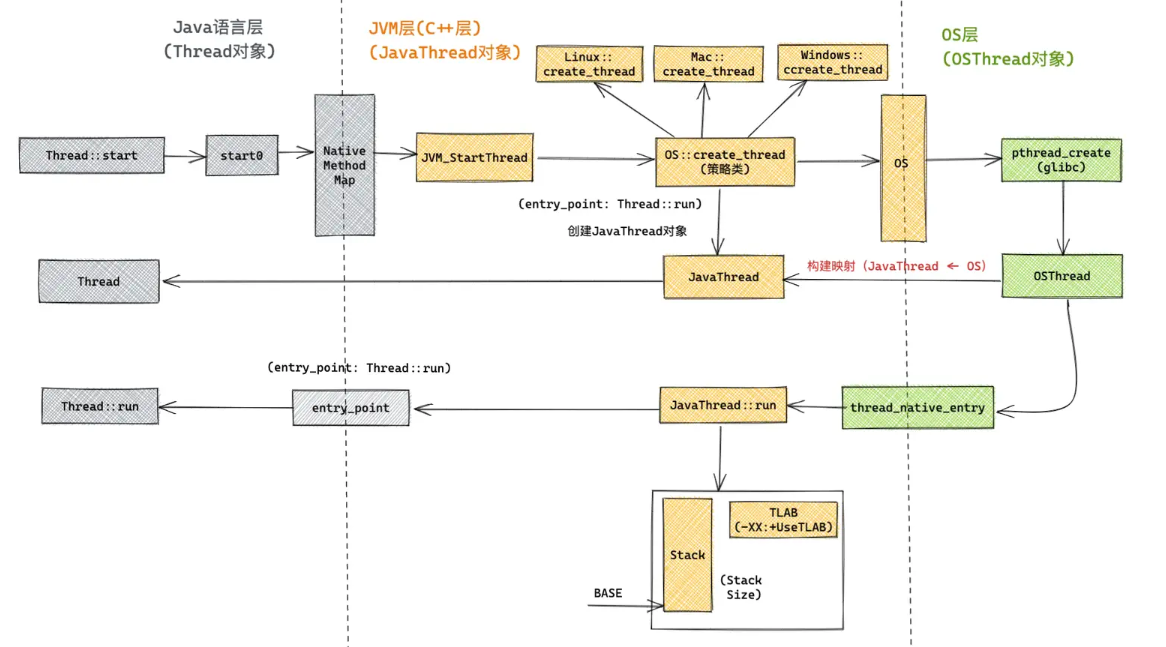 Java语言层
(Thread对象)
JVM层(C++层)
(JavaThread对象)
OS层
(OSThread对象)
Linux::
create_thread
Mac::
create_thread
Windows::
ccreate_thread
Thread::start
start0
Native
Method
Map
JVM_StartThread
OS::create_thread
(策略类)
OS
pthread_create
(glibc)
(entry_point: Thread::run)
创建JavaThread对象
Thread
JavaThread
构建映射 (JavaThread <- OS)
OSThread
(entry_point: Thread::run)
Thread::run
entry_point
JavaThread::run
thread_native_entry
TLAB
(-XX:+UseTLAB)
Stack
(Stack
Size)
BASE